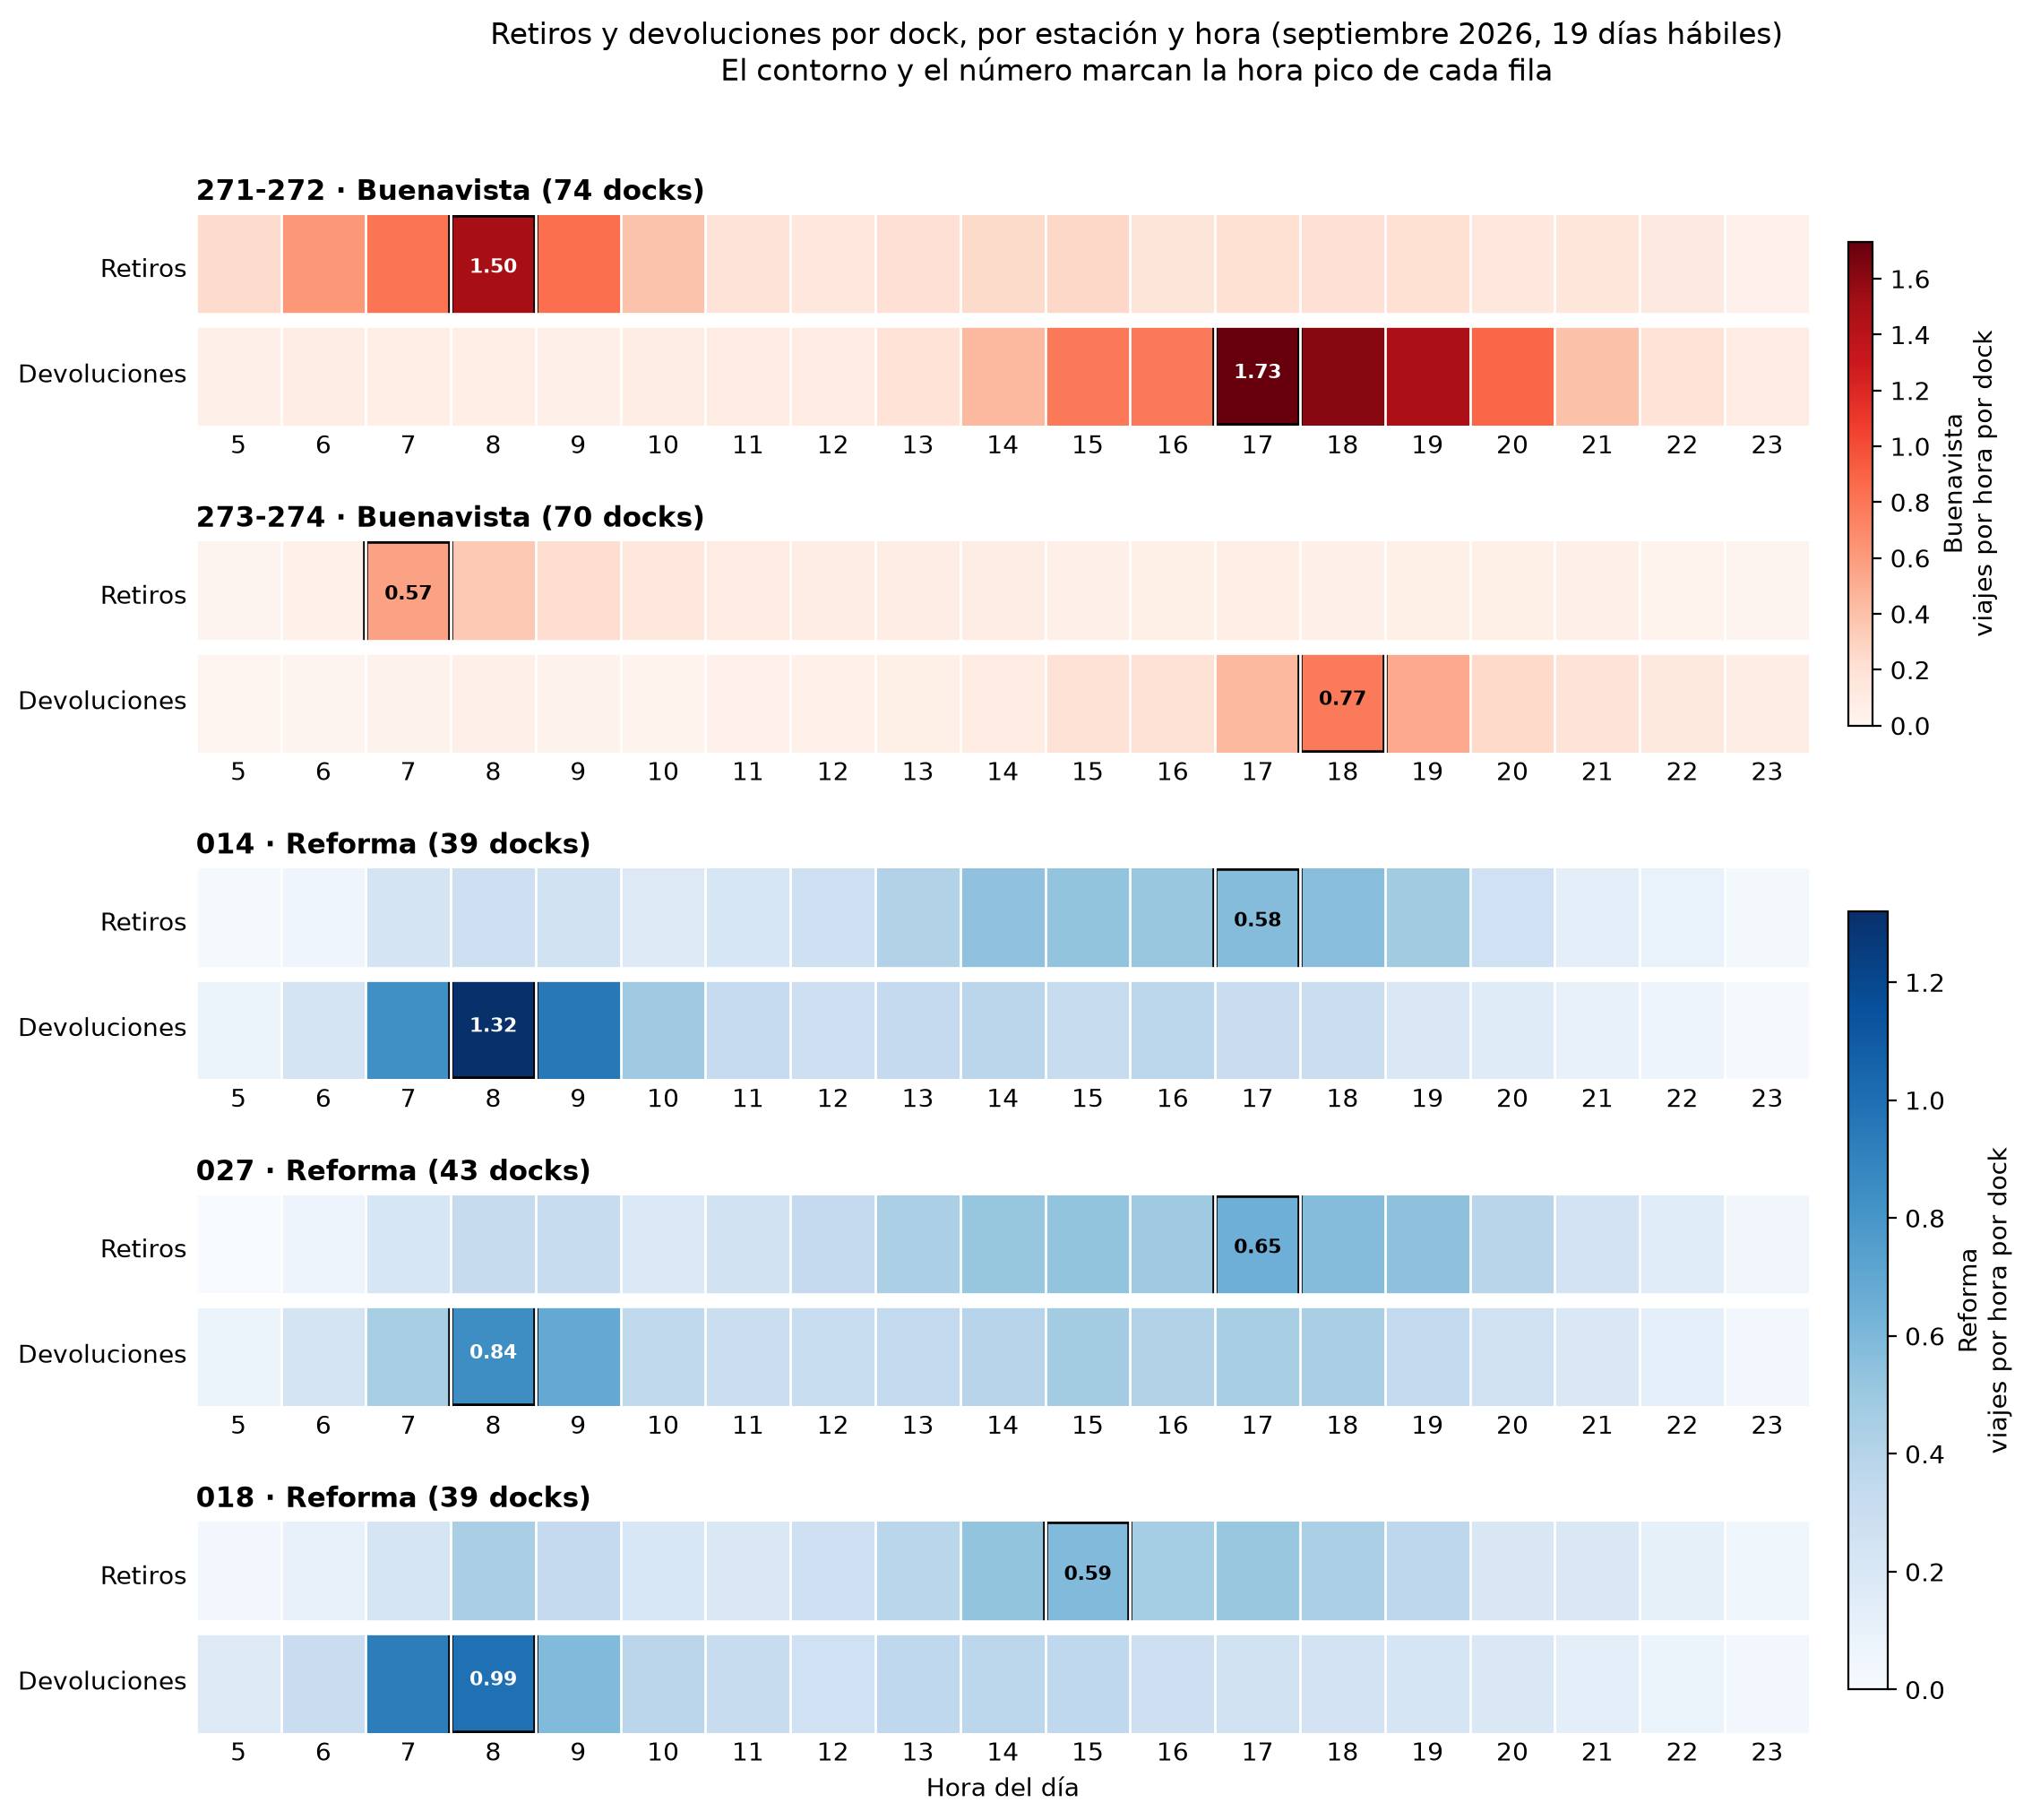 Retiros y devoluciones por dock, por estación y hora (septiembre 2026, 19 días hábiles)
El contorno y el número marcan la hora pico de cada fila
271-272 · Buenavista (74 docks)
Retiros
1.50
Devoluciones
1.73
5 6 7 8 9 10 11 12 13 14 15 16 17 18 19 20 21 22 23
273-274 · Buenavista (70 docks)
Retiros
0.57
Devoluciones
0.77
5 6 7 8 9 10 11 12 13 14 15 16 17 18 19 20 21 22 23
1.6
1.4
1.2
1.0
0.8
0.6
0.4
0.2
0.0
Buenavista
viajes por hora por dock
014 · Reforma (39 docks)
Retiros
0.58
Devoluciones
1.32
5 6 7 8 9 10 11 12 13 14 15 16 17 18 19 20 21 22 23
027 · Reforma (43 docks)
Retiros
0.65
Devoluciones
0.84
5 6 7 8 9 10 11 12 13 14 15 16 17 18 19 20 21 22 23
018 · Reforma (39 docks)
Retiros
0.59
Devoluciones
0.99
5 6 7 8 9 10 11 12 13 14 15 16 17 18 19 20 21 22 23
Hora del día
1.2
1.0
0.8
0.6
0.4
0.2
0.0
Reforma
viajes por hora por dock